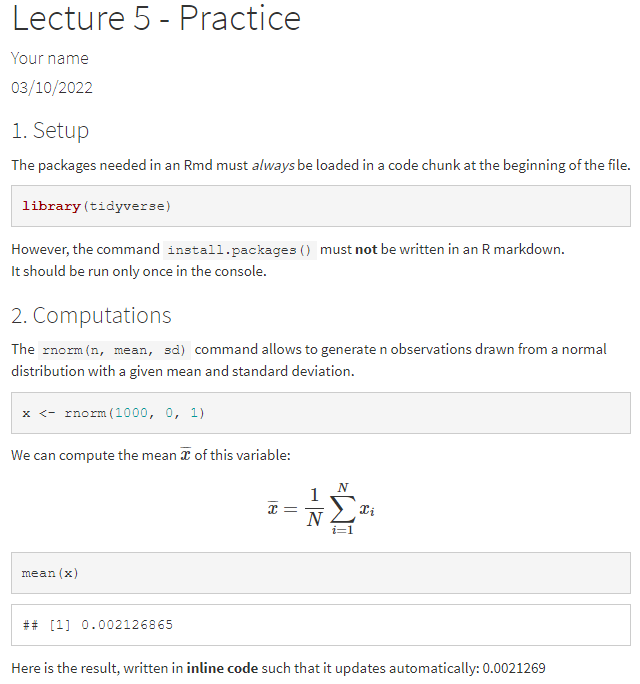 Lecture 5 - Practice
Your name
03/10/2022
1. Setup
The packages needed in an Rmd must always be loaded in a code chunk at the beginning of the file.
library(tidyverse)
However, the command install.packages() must not be written in an R markdown.
It should be run only once in the console.
2. Computations
The rnorm(n, mean, sd) command allows to generate n observations drawn from a normal
distribution with a given mean and standard deviation.
x <- rnorm(1000, 0, 1)
We can compute the mean x̅ of this variable:
x̅ = 1/N ∑_{i=1}^{N} x_i
mean(x)
## [1] 0.002126865
Here is the result, written in inline code such that it updates automatically: 0.0021269